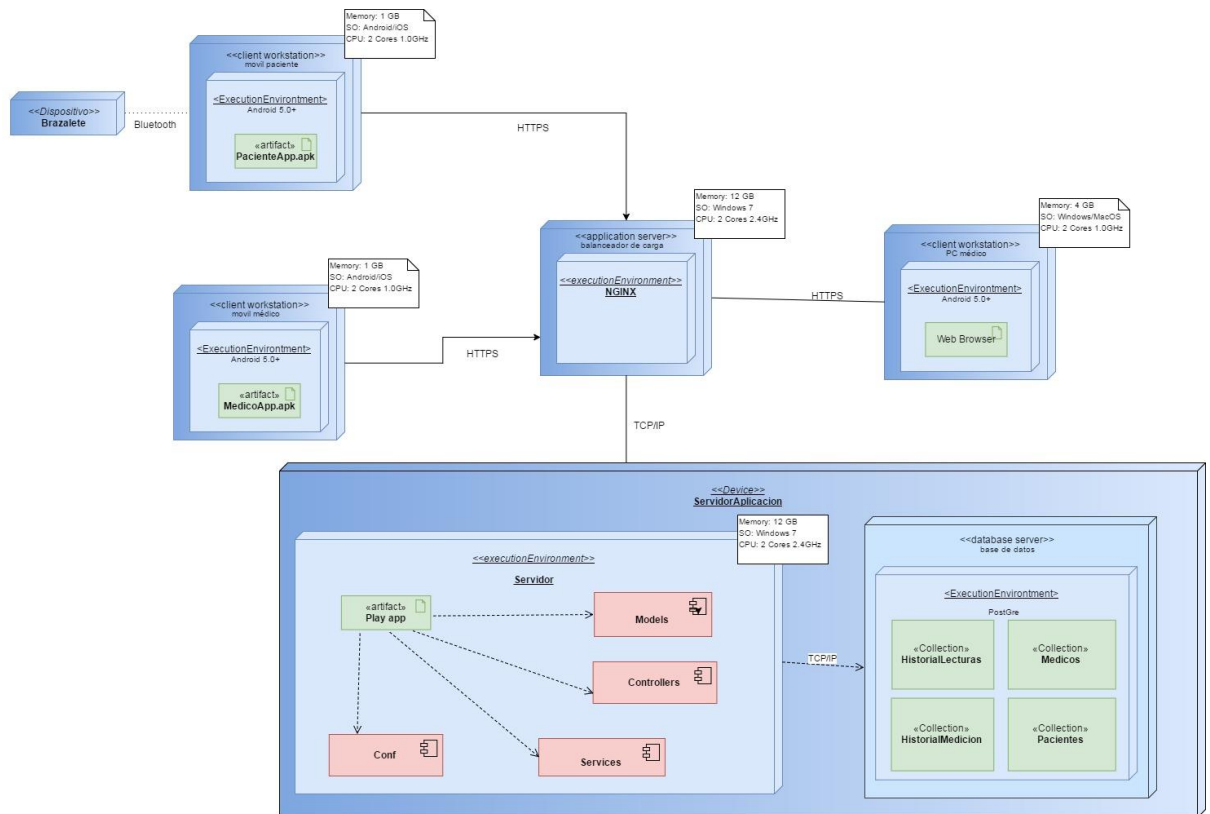 Memory: 1 GB
SO: Android/iOS
CPU: 2 Cores 1.0GHz
<<client workstation>>
movil paciente
<ExecutionEnvirontment>
Android 5.0+
«artifact»
PacienteApp.apk
<<Dispositivo>>
Brazalete
Bluetooth
HTTPS
Memory: 12 GB
SO: Windows 7
CPU: 2 Cores 2.4GHz
<<application server>>
balanceador de carga
<<executionEnvironment>>
NGINX
Memory: 4 GB
SO: Windows/MacOS
CPU: 2 Cores 1.0GHz
<<client workstation>>
PC médico
<ExecutionEnvirontment>
Android 5.0+
Web Browser
HTTPS
Memory: 1 GB
SO: Android/iOS
CPU: 2 Cores 1.0GHz
<<client workstation>>
movil médico
<ExecutionEnvirontment>
Android 5.0+
«artifact»
MedicoApp.apk
HTTPS
TCP/IP
<<Device>>
ServidorAplicacion
Memory: 12 GB
SO: Windows 7
CPU: 2 Cores 2.4GHz
<<executionEnvironment>>
Servidor
«artifact»
Play app
Models
Controllers
Conf
Services
TCP/IP
<<database server>>
base de datos
<ExecutionEnvirontment>
PostGre
«Collection»
HistorialLecturas
«Collection»
Medicos
«Collection»
HistorialMedicion
«Collection»
Pacientes